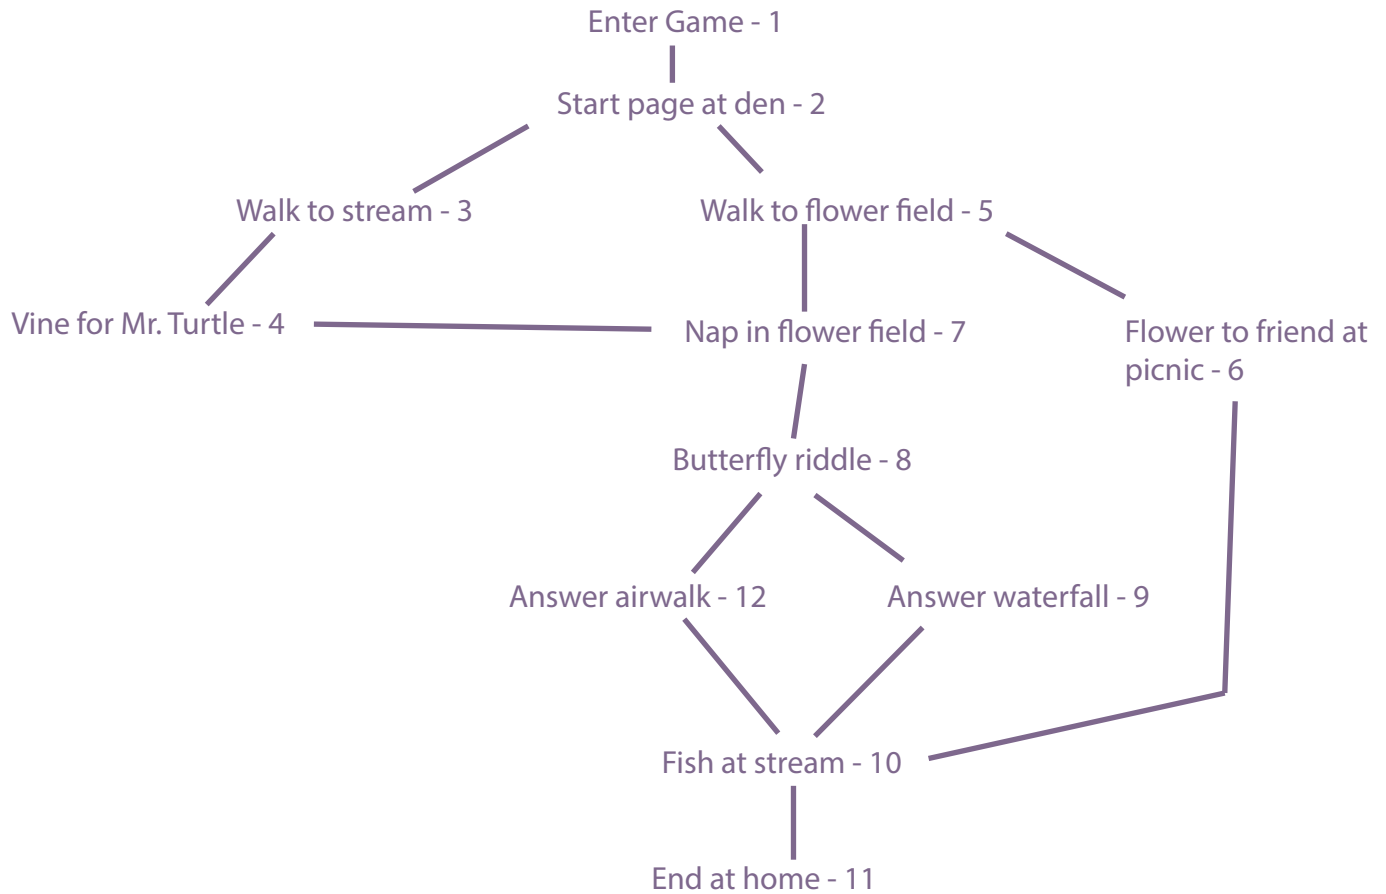 Enter Game - 1
Start page at den - 2
Walk to stream - 3
Walk to flower field - 5
Vine for Mr. Turtle - 4
Nap in flower field - 7
Flower to friend at
picnic - 6
Butterfly riddle - 8
Answer airwalk - 12
Answer waterfall - 9
Fish at stream - 10
End at home - 11